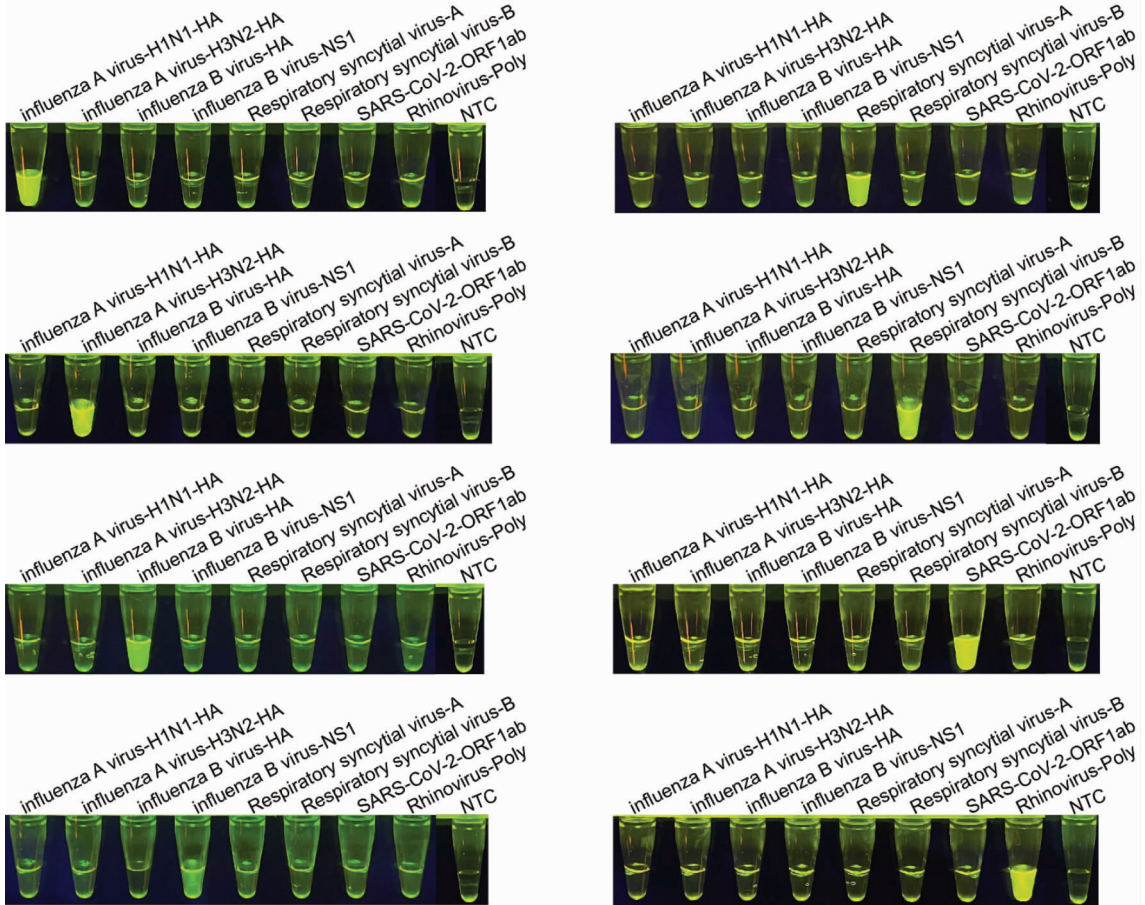 influenza A virus-H1N1-HA
influenza A virus-H3N2-HA
influenza B virus-HA
influenza B virus-NS1
Respiratory syncytial virus-A
Respiratory syncytial virus-B
SARS-CoV-2-ORF1ab
Rhinovirus-Poly
NTC
influenza A virus-H1N1-HA
influenza A virus-H3N2-HA
influenza B virus-HA
influenza B virus-NS1
Respiratory syncytial virus-A
Respiratory syncytial virus-B
SARS-CoV-2-ORF1ab
Rhinovirus-Poly
NTC
influenza A virus-H1N1-HA
influenza A virus-H3N2-HA
influenza B virus-HA
influenza B virus-NS1
Respiratory syncytial virus-A
Respiratory syncytial virus-B
SARS-CoV-2-ORF1ab
Rhinovirus-Poly
NTC
influenza A virus-H1N1-HA
influenza A virus-H3N2-HA
influenza B virus-HA
influenza B virus-NS1
Respiratory syncytial virus-A
Respiratory syncytial virus-B
SARS-CoV-2-ORF1ab
Rhinovirus-Poly
NTC
influenza A virus-H1N1-HA
influenza A virus-H3N2-HA
influenza B virus-HA
influenza B virus-NS1
Respiratory syncytial virus-A
Respiratory syncytial virus-B
SARS-CoV-2-ORF1ab
Rhinovirus-Poly
NTC
influenza A virus-H1N1-HA
influenza A virus-H3N2-HA
influenza B virus-HA
influenza B virus-NS1
Respiratory syncytial virus-A
Respiratory syncytial virus-B
SARS-CoV-2-ORF1ab
Rhinovirus-Poly
NTC
influenza A virus-H1N1-HA
influenza A virus-H3N2-HA
influenza B virus-HA
influenza B virus-NS1
Respiratory syncytial virus-A
Respiratory syncytial virus-B
SARS-CoV-2-ORF1ab
Rhinovirus-Poly
NTC
influenza A virus-H1N1-HA
influenza A virus-H3N2-HA
influenza B virus-HA
influenza B virus-NS1
Respiratory syncytial virus-A
Respiratory syncytial virus-B
SARS-CoV-2-ORF1ab
Rhinovirus-Poly
NTC